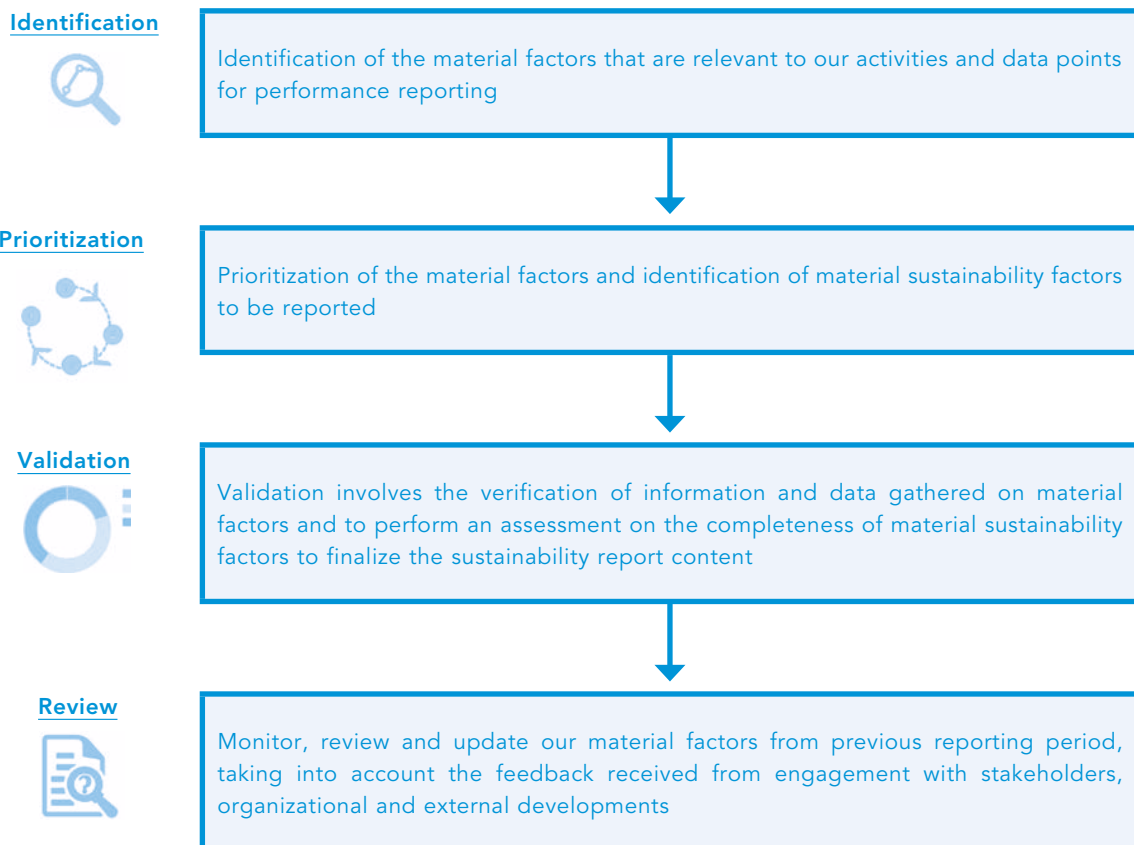 Identification
Identification of the material factors that are relevant to our activities and data points
for performance reporting
Prioritization
Prioritization of the material factors and identification of material sustainability factors
to be reported
Validation
Validation involves the verification of information and data gathered on material
factors and to perform an assessment on the completeness of material sustainability
factors to finalize the sustainability report content
Review
Monitor, review and update our material factors from previous reporting period,
taking into account the feedback received from engagement with stakeholders,
organizational and external developments